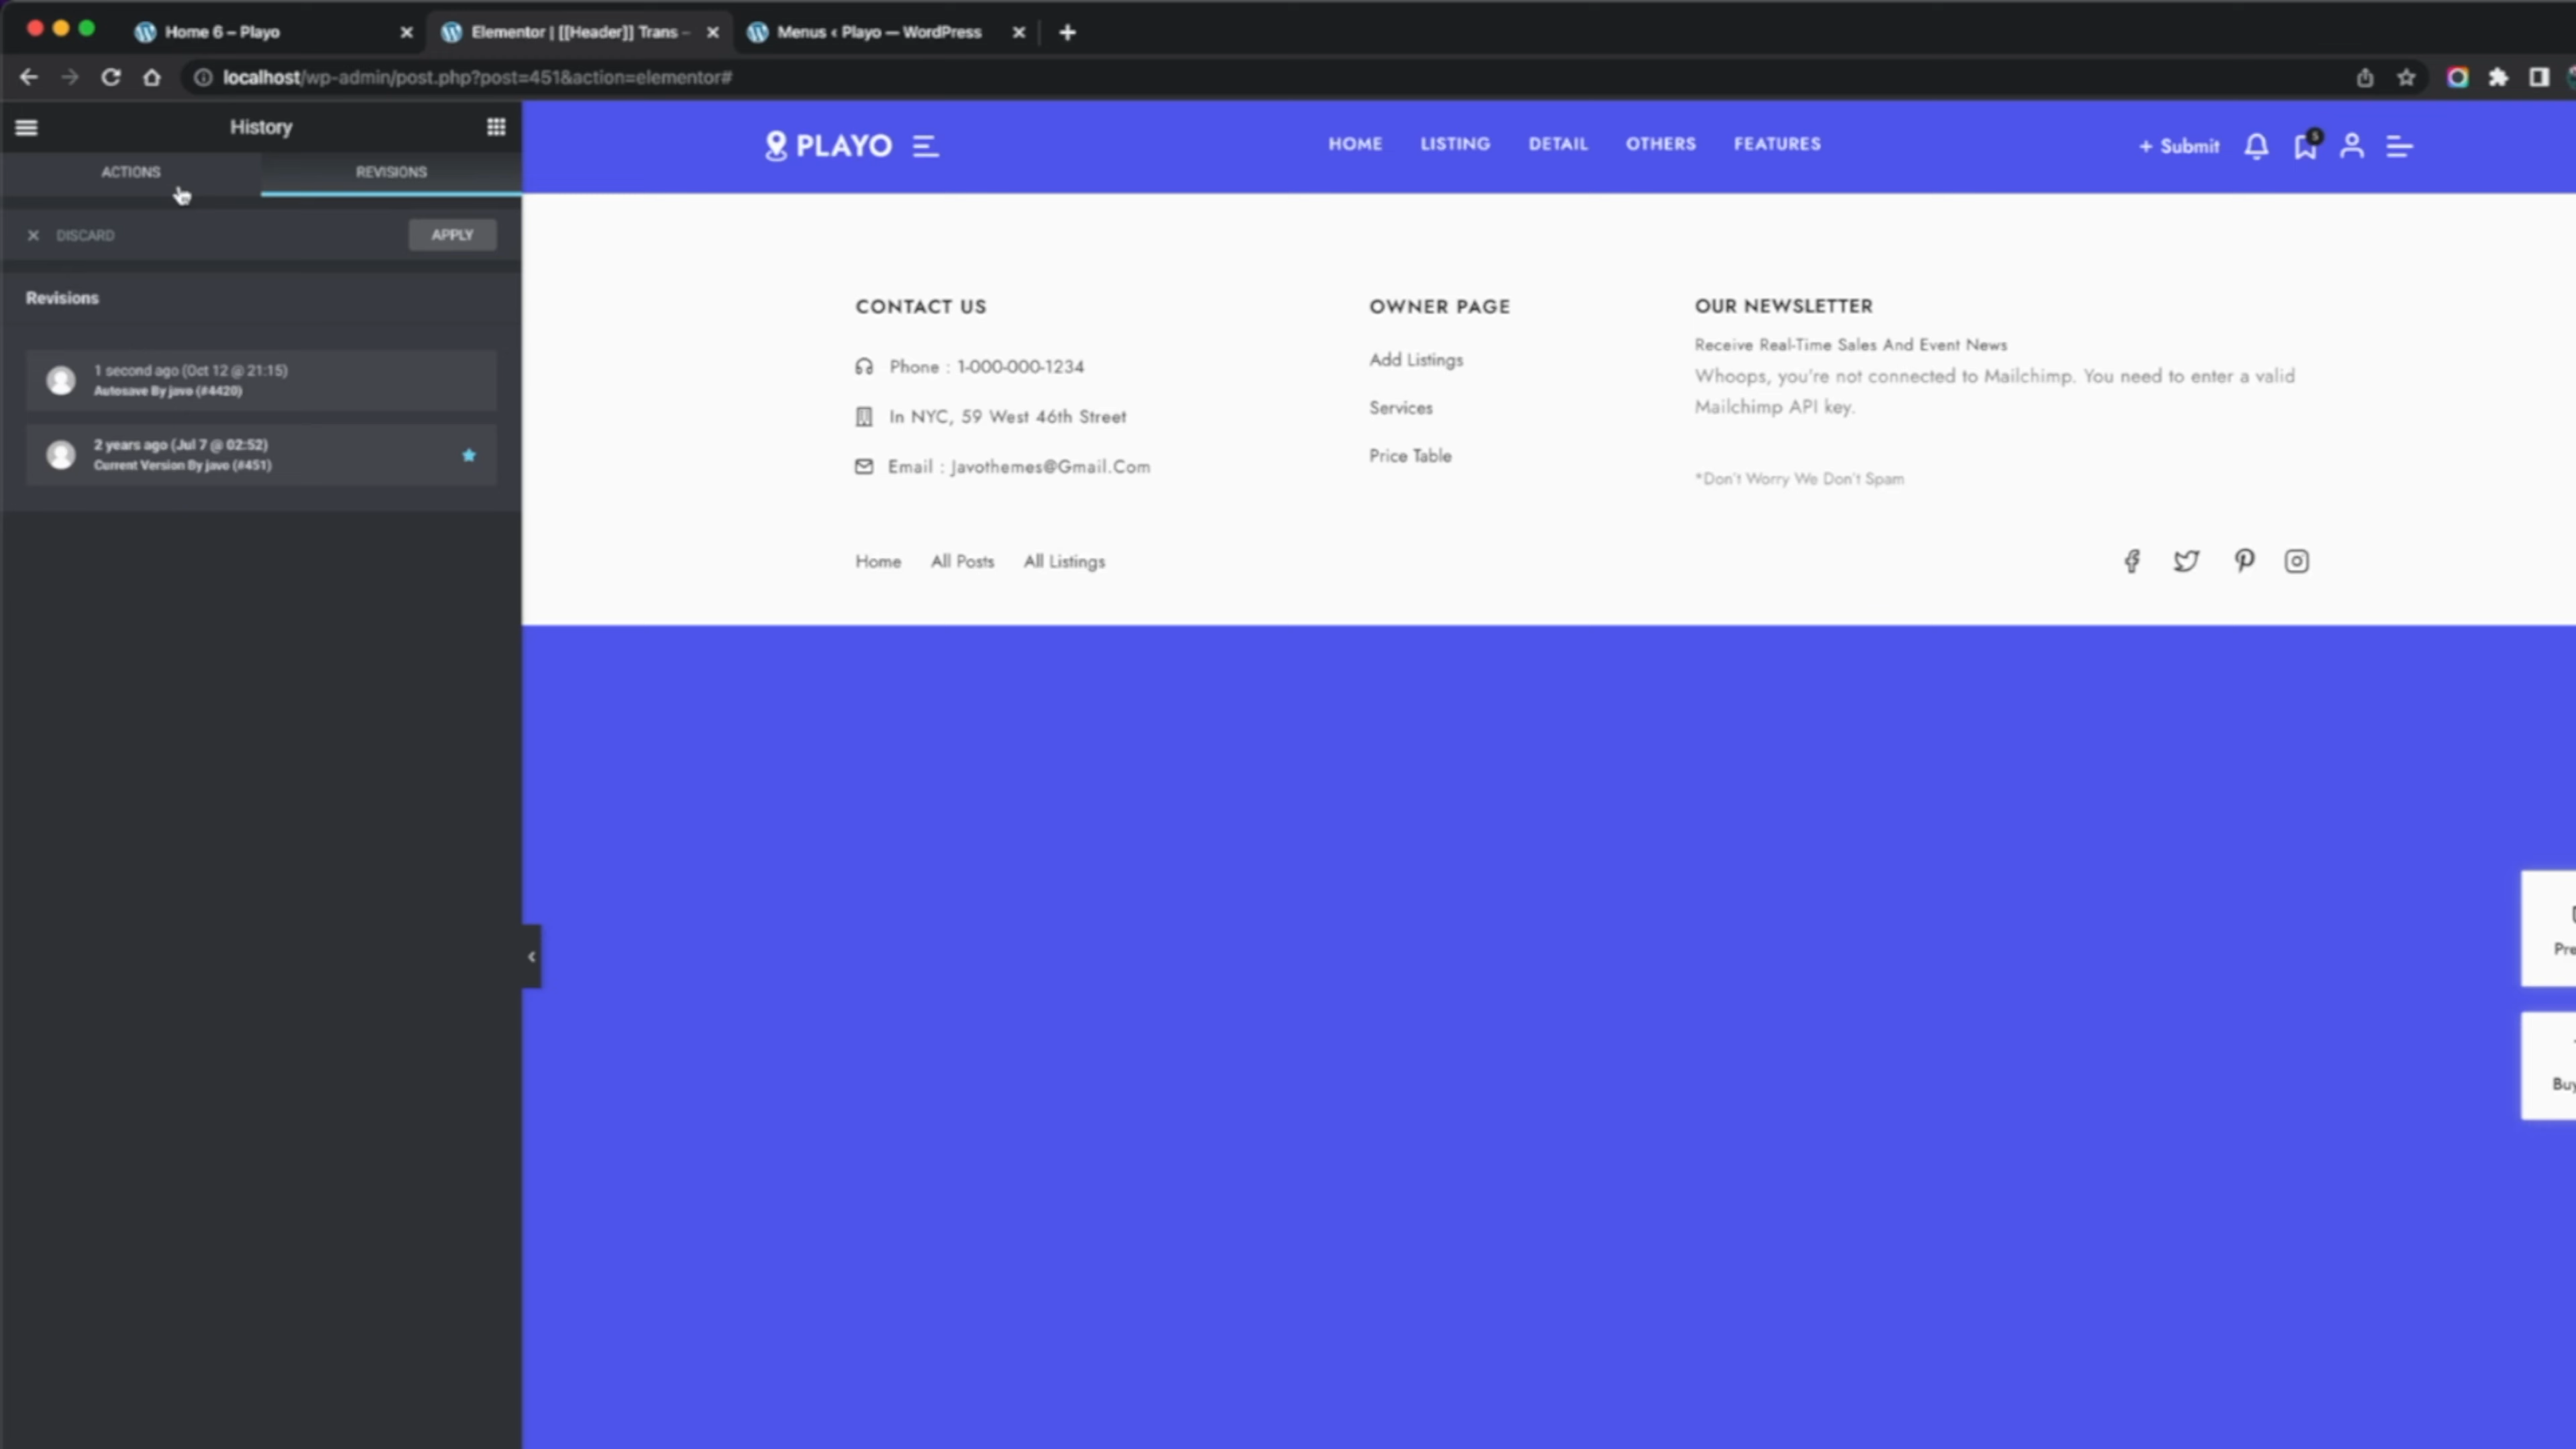 Home 6 – Playo
Elementor | [[Header]] Trans –
Menus ‹ Playo — WordPress
localhost/wp-admin/post.php?post=451&action=elementor#
History
ACTIONS
REVISIONS
DISCARD
APPLY
Revisions
1 second ago (Oct 12 @ 21:15)
Autosave By javo (#4420)
2 years ago (Jul 7 @ 02:52)
Current Version By javo (#451)
PLAYO
HOME
LISTING
DETAIL
OTHERS
FEATURES
+ Submit
5
CONTACT US
Phone : 1-000-000-1234
In NYC, 59 West 46th Street
Email : Javothemes@Gmail.Com
OWNER PAGE
Add Listings
Services
Price Table
OUR NEWSLETTER
Receive Real-Time Sales And Event News
Whoops, you're not connected to Mailchimp. You need to enter a valid
Mailchimp API key.
*Don't Worry We Don't Spam
Home
All Posts
All Listings
Pre
Buy